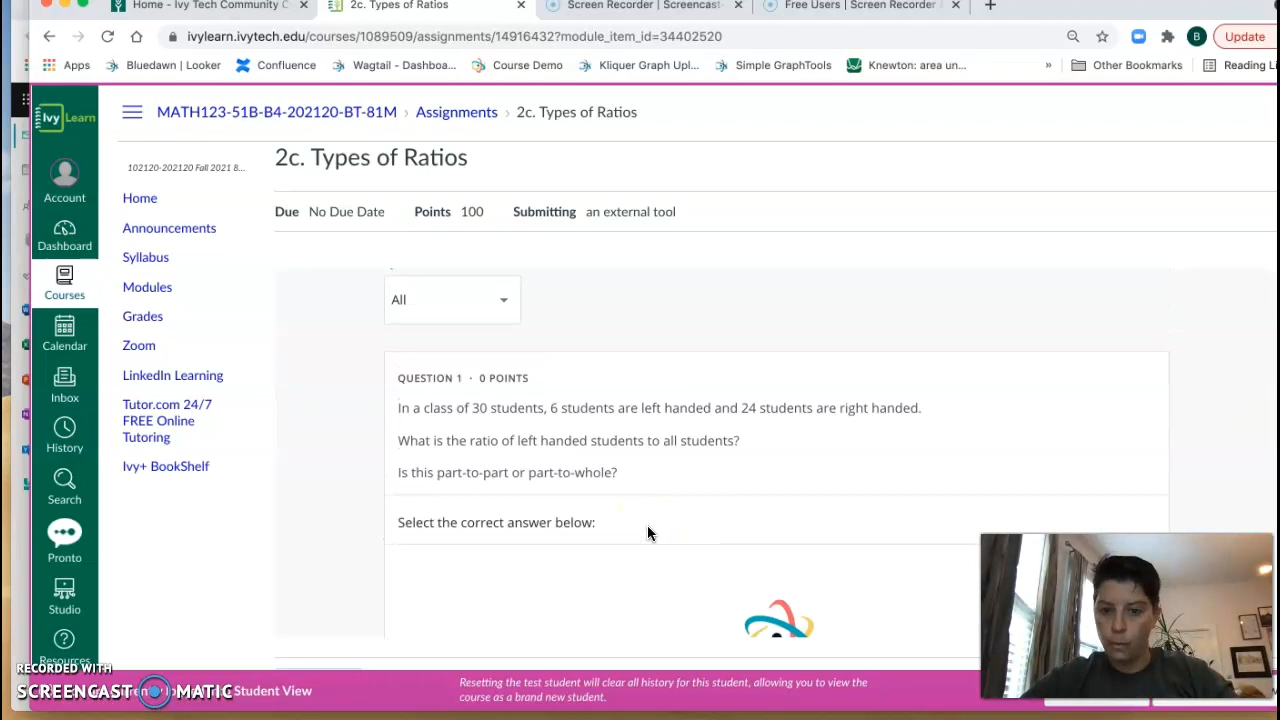 Home - Ivy Tech Community C
2c. Types of Ratios
Screen Recorder | Screencast-
Free Users | Screen Recorder
ivylearn.ivytech.edu/courses/1089509/assignments/14916432?module_item_id=34402520
B
Update
Apps
Bluedawn | Looker
Confluence
Wagtail - Dashboa...
Course Demo
Kliquer Graph Upl...
Simple GraphTools
Knewton: area un...
»
Other Bookmarks
Reading Li
Ivy Learn
MATH123-51B-B4-202120-BT-81M › Assignments › 2c. Types of Ratios
Account
Dashboard
Courses
Calendar
Inbox
History
Search
Pronto
Studio
Resources
102120-202120 Fall 2021 8...
Home
Announcements
Syllabus
Modules
Grades
Zoom
LinkedIn Learning
Tutor.com 24/7
FREE Online
Tutoring
Ivy+ BookShelf
2c. Types of Ratios
Due No Due Date Points 100 Submitting an external tool
All
QUESTION 1 · 0 POINTS
In a class of 30 students, 6 students are left handed and 24 students are right handed.
What is the ratio of left handed students to all students?
Is this part-to-part or part-to-whole?
Select the correct answer below:
RECORDED WITH
SCREENCAST MATIC
Student View
Resetting the test student will clear all history for this student, allowing you to view the
course as a brand new student.